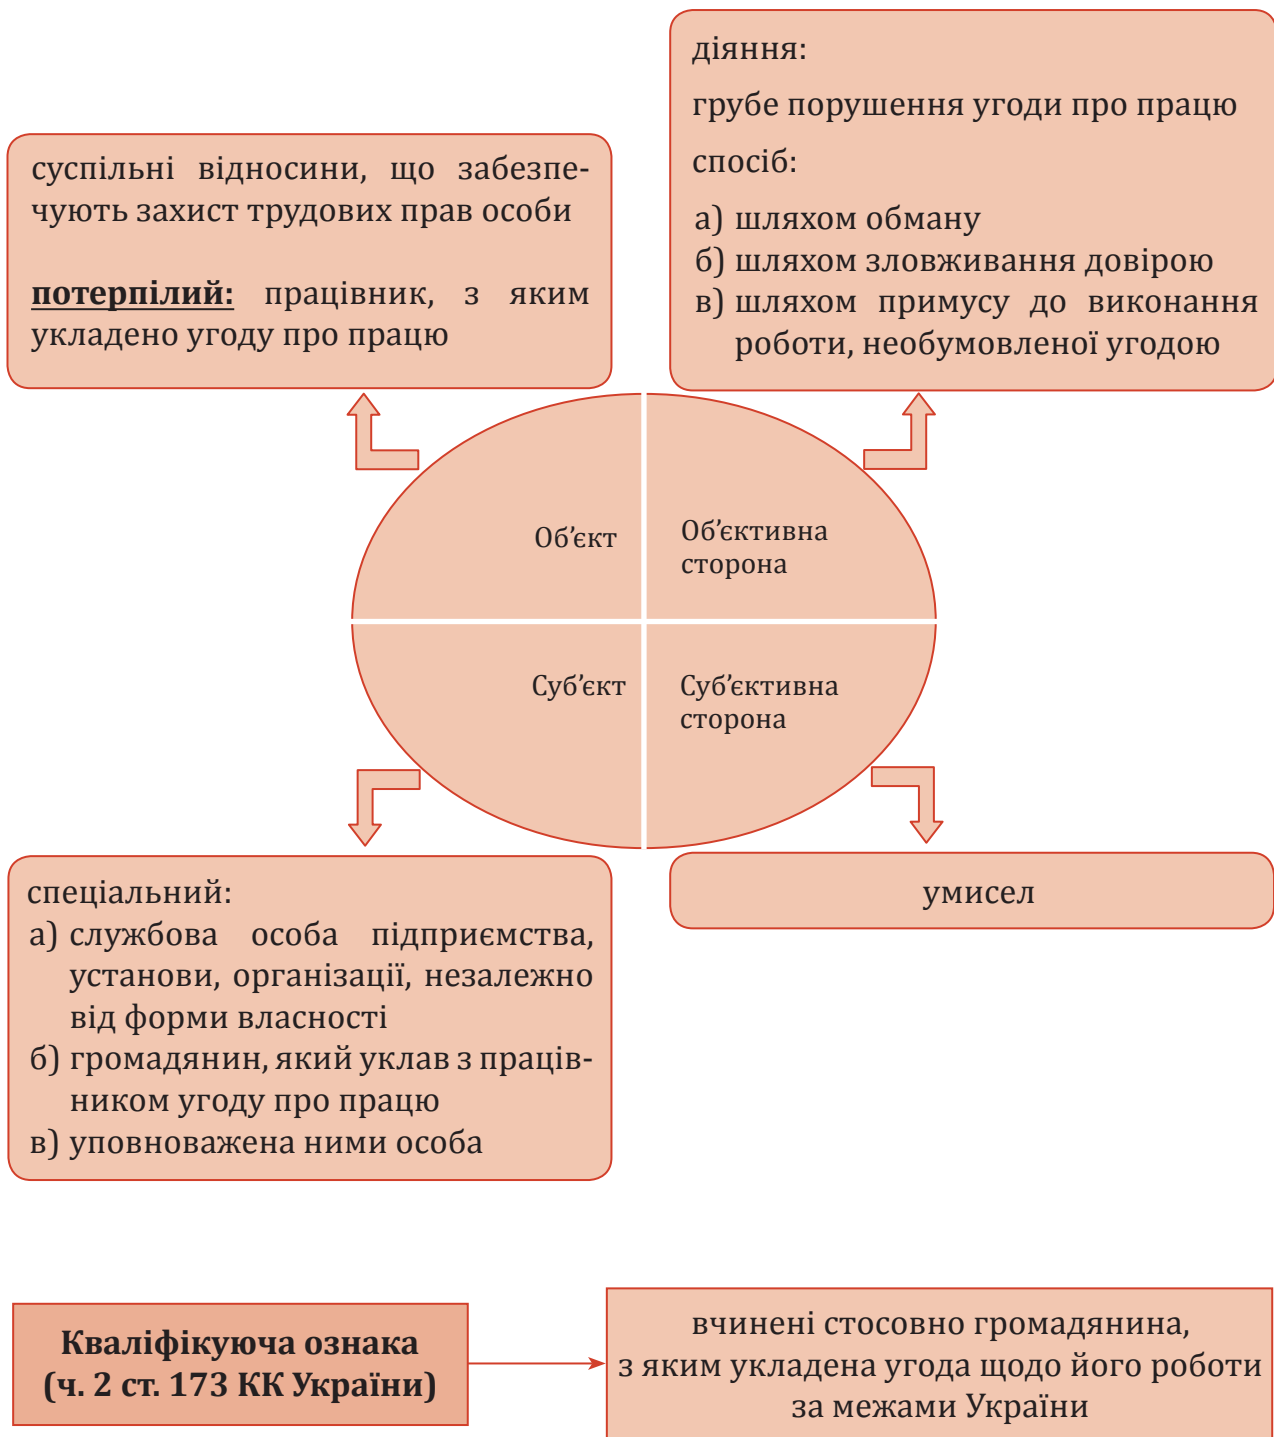 суспільні відносини, що забезпе-
чують захист трудових прав особи
потерпілий: працівник, з яким
укладено угоду про працю
діяння:
грубе порушення угоди про працю
спосіб:
а) шляхом обману
б) шляхом зловживання довірою
в) шляхом примусу до виконання
роботи, необумовленої угодою
Об’єкт
Об’єктивна
сторона
Суб’єкт
Суб’єктивна
сторона
спеціальний:
а) службова особа підприємства,
установи, організації, незалежно
від форми власності
б) громадянин, який уклав з праців-
ником угоду про працю
в) уповноважена ними особа
умисел
Кваліфікуюча ознака
(ч. 2 ст. 173 КК України)
вчинені стосовно громадянина,
з яким укладена угода щодо його роботи
за межами України